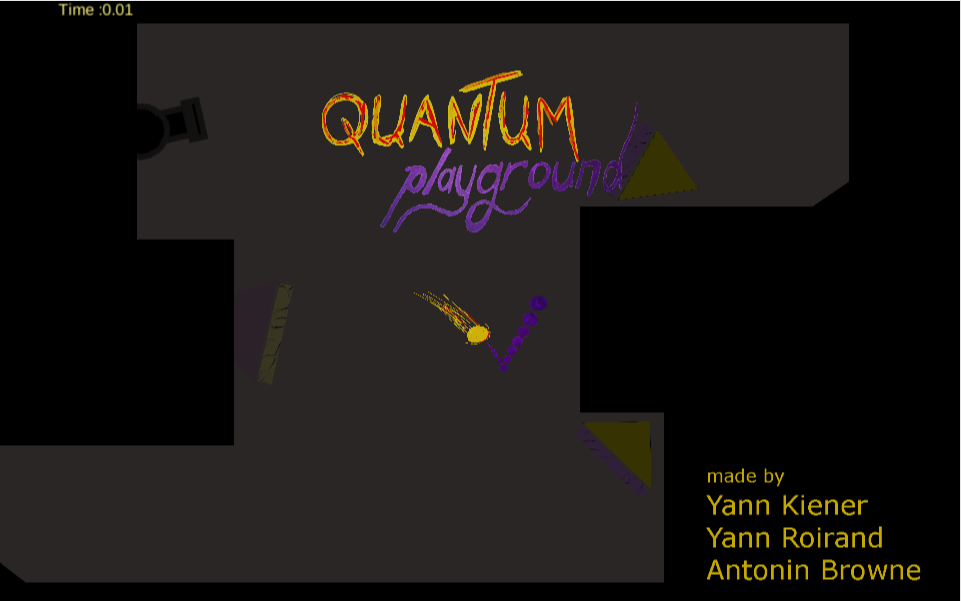 Time :0.01
QUANTUM
playground
made by
Yann Kiener
Yann Roirand
Antonin Browne